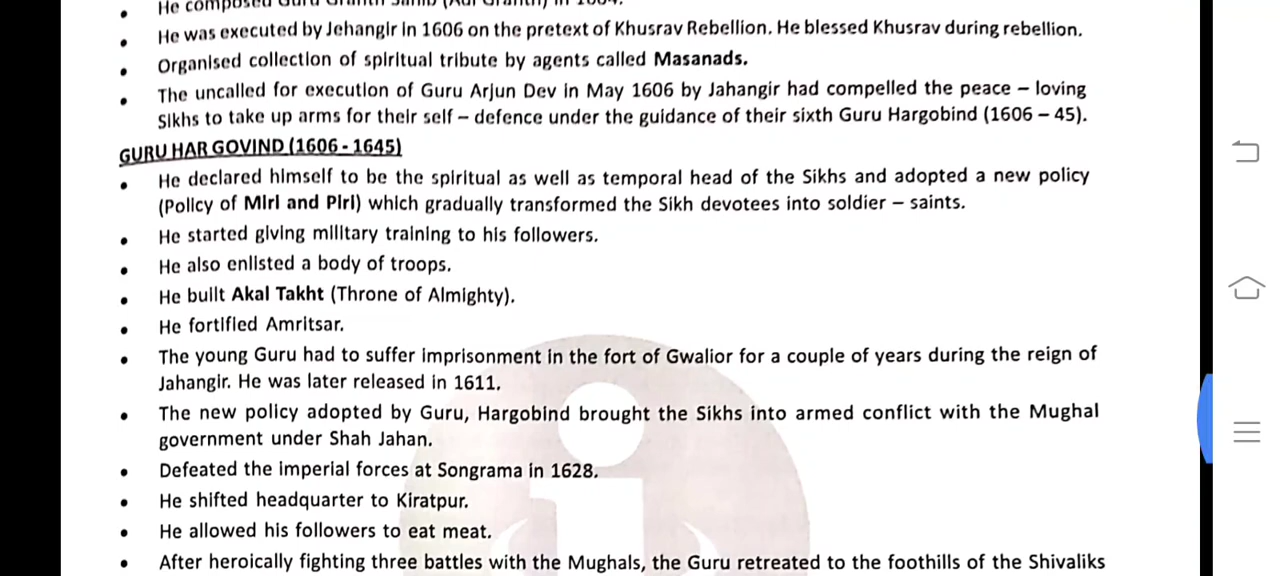 He composed Guru Granth Sahib (Adi Granth) in 1604.
He was executed by Jehangir in 1606 on the pretext of Khusrav Rebellion. He blessed Khusrav during rebellion.
Organised collection of spiritual tribute by agents called Masanads.
The uncalled for execution of Guru Arjun Dev in May 1606 by Jahangir had compelled the peace – loving
Sikhs to take up arms for their self – defence under the guidance of their sixth Guru Hargobind (1606 – 45).
GURU HAR GOVIND (1606 - 1645)
He declared himself to be the spiritual as well as temporal head of the Sikhs and adopted a new policy
(Policy of Miri and Piri) which gradually transformed the Sikh devotees into soldier – saints.
He started giving military training to his followers.
He also enlisted a body of troops.
He built Akal Takht (Throne of Almighty).
He fortified Amritsar.
The young Guru had to suffer imprisonment in the fort of Gwalior for a couple of years during the reign of
Jahangir. He was later released in 1611.
The new policy adopted by Guru, Hargobind brought the Sikhs into armed conflict with the Mughal
government under Shah Jahan.
Defeated the imperial forces at Songrama in 1628.
He shifted headquarter to Kiratpur.
He allowed his followers to eat meat.
After heroically fighting three battles with the Mughals, the Guru retreated to the foothills of the Shivaliks